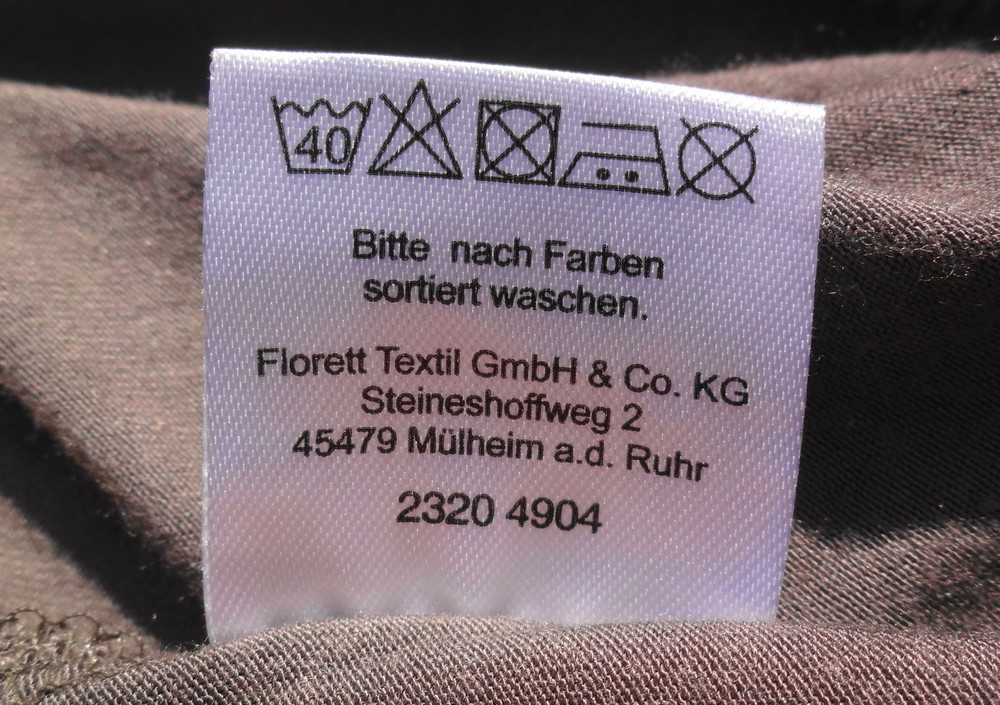 40
Bitte nach Farben
sortiert waschen.
Florett Textil GmbH & Co. KG
Steineshoffweg 2
45479 Mülheim a.d. Ruhr
2320 4904